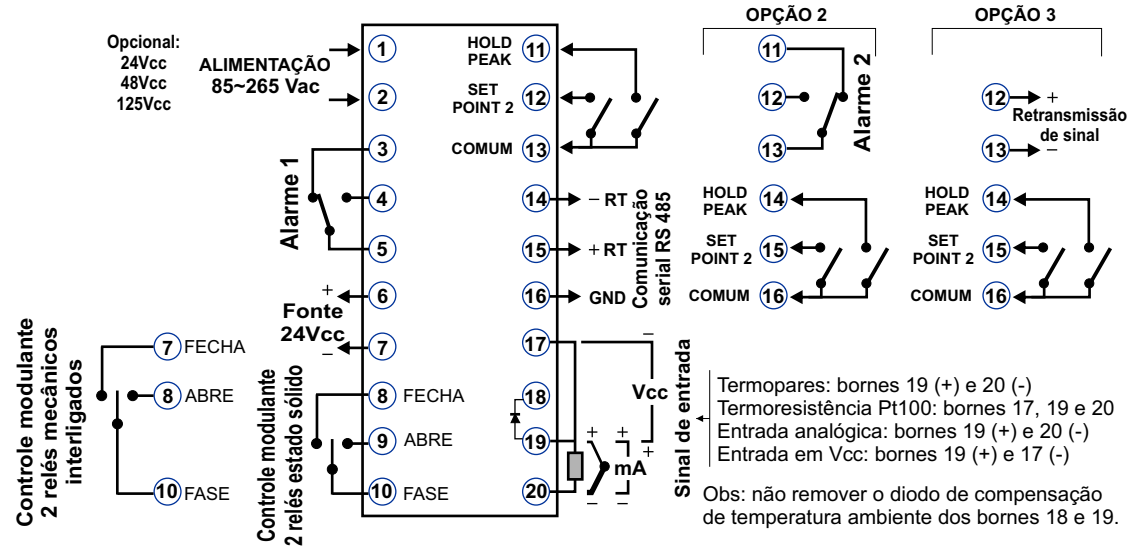 Opcional:
24Vcc
48Vcc
125Vcc
ALIMENTAÇÃO
85~265 Vac
1
2
3
4
5
6
7
8
9
10
Alarme 1
+
Fonte
24Vcc
−
FECHA
ABRE
FASE
Controle modulante
2 relés estado sólido
Controle modulante
2 relés mecânicos
interligados
7 FECHA
8 ABRE
10 FASE
HOLD
PEAK
11
SET
POINT 2
12
COMUM
13
14
− RT
15
+ RT
16
GND
Comunicação
serial RS 485
17
18
19
20
−
Vcc
+
+ +
mA
− −
Sinal de entrada
OPÇÃO 2
11
12
13
Alarme 2
HOLD
PEAK
14
SET
POINT 2
15
COMUM
16
OPÇÃO 3
12
+
Retransmissão
de sinal
13
−
HOLD
PEAK
14
SET
POINT 2
15
COMUM
16
Termopares: bornes 19 (+) e 20 (-)
Termoresistência Pt100: bornes 17, 19 e 20
Entrada analógica: bornes 19 (+) e 20 (-)
Entrada em Vcc: bornes 19 (+) e 17 (-)
Obs: não remover o diodo de compensação
de temperatura ambiente dos bornes 18 e 19.